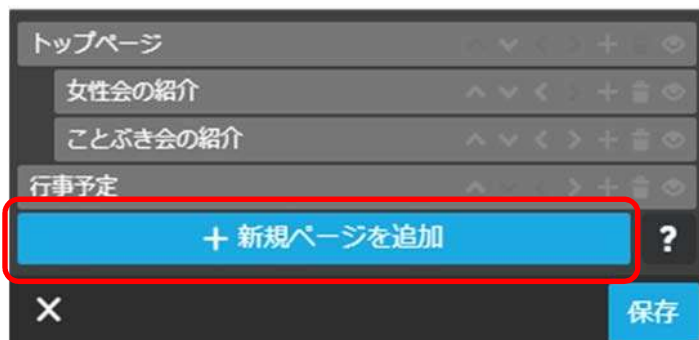 トップページ
女性会の紹介
ことぶき会の紹介
行事予定
+ 新規ページを追加
?
× 保存